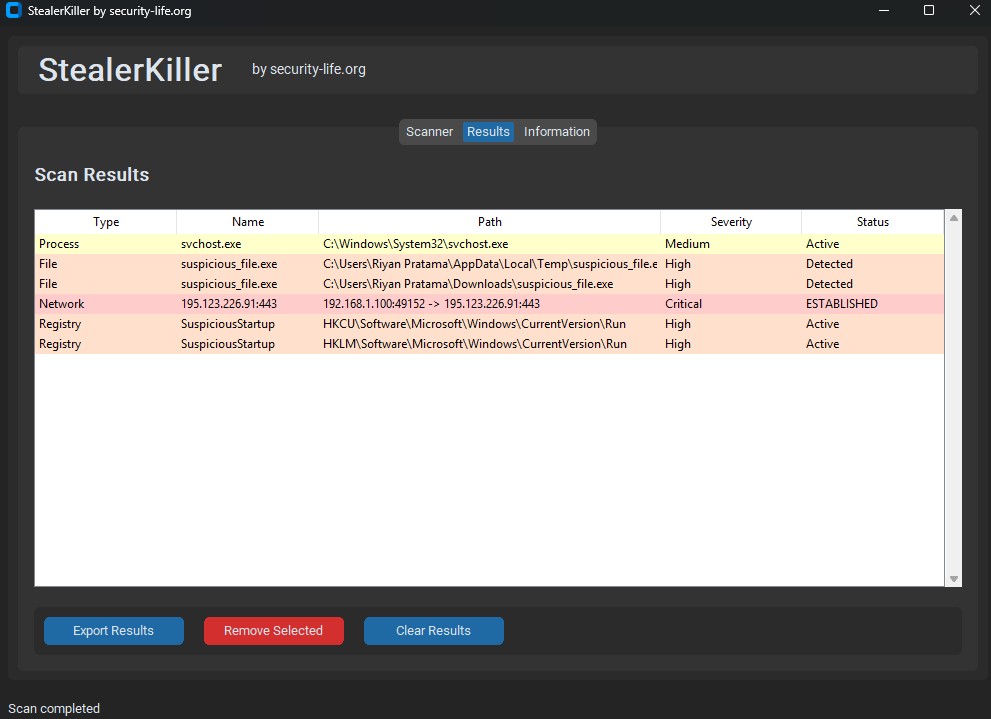 StealerKiller by security-life.org
StealerKiller by security-life.org
Scanner Results Information
Scan Results
Type Name Path Severity Status
Process svchost.exe C:\Windows\System32\svchost.exe Medium Active
File suspicious_file.exe C:\Users\Riyan Pratama\AppData\Local\Temp\suspicious_file.e High Detected
File suspicious_file.exe C:\Users\Riyan Pratama\Downloads\suspicious_file.exe High Detected
Network 195.123.226.91:443 192.168.1.100:49152 -> 195.123.226.91:443 Critical ESTABLISHED
Registry SuspiciousStartup HKCU\Software\Microsoft\Windows\CurrentVersion\Run High Active
Registry SuspiciousStartup HKLM\Software\Microsoft\Windows\CurrentVersion\Run High Active
Export Results Remove Selected Clear Results
Scan completed